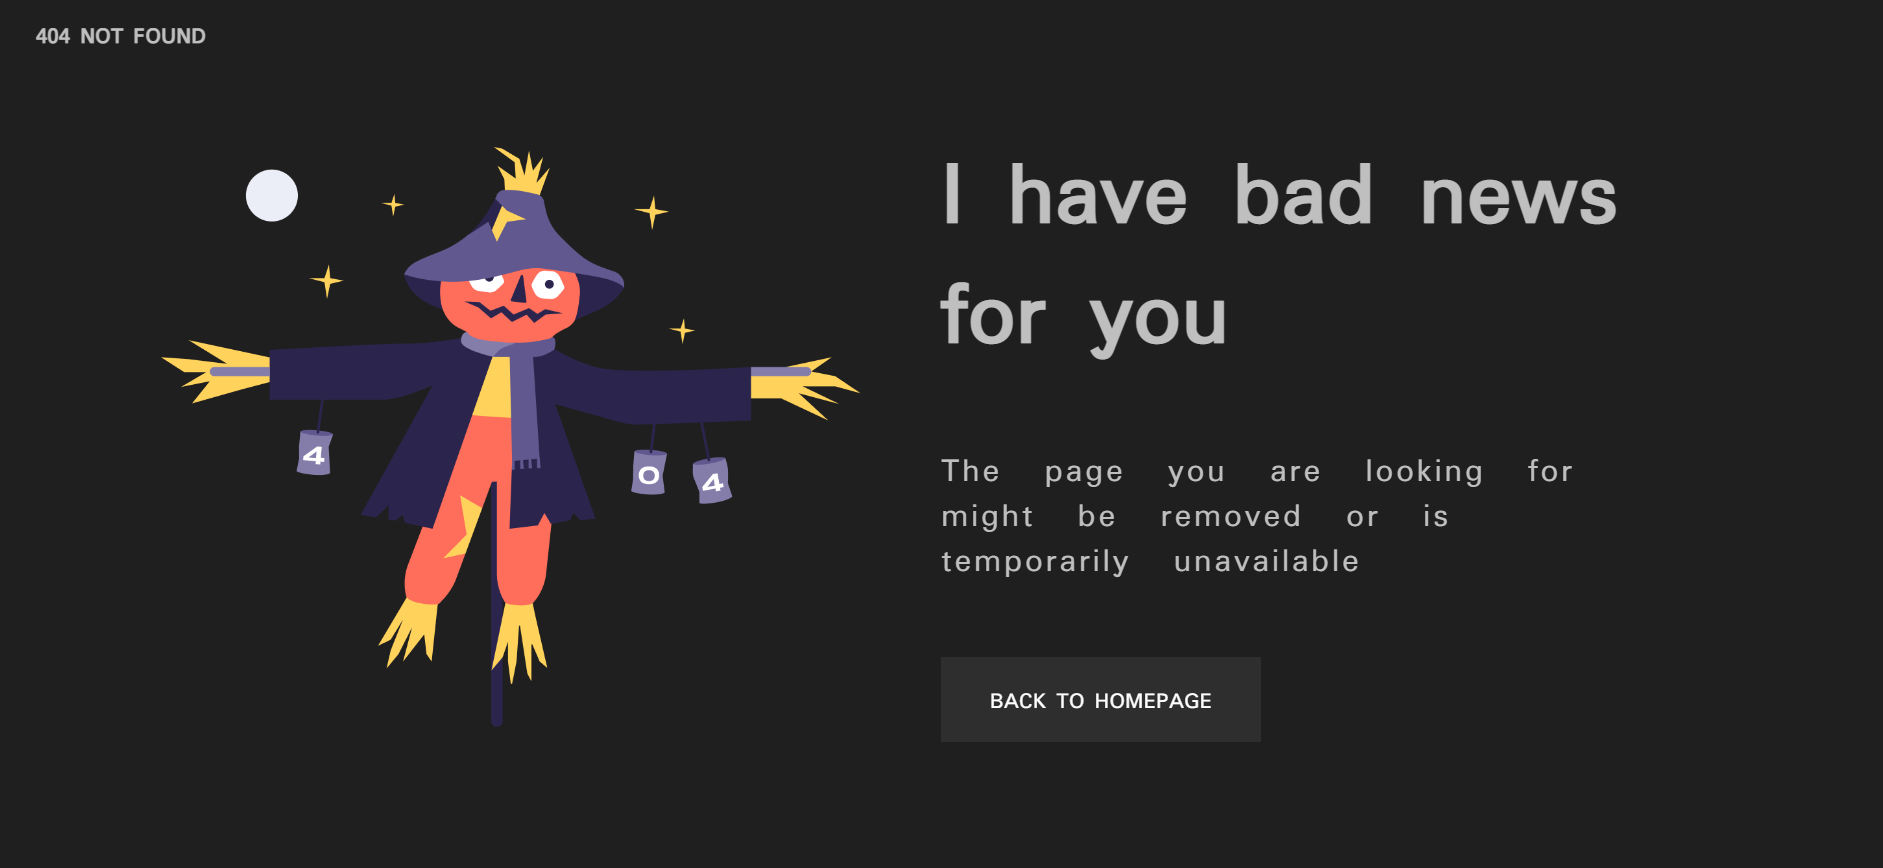 404 NOT FOUND
I have bad news
for you
4
0
4
The page you are looking for
might be removed or is
temporarily unavailable
BACK TO HOMEPAGE